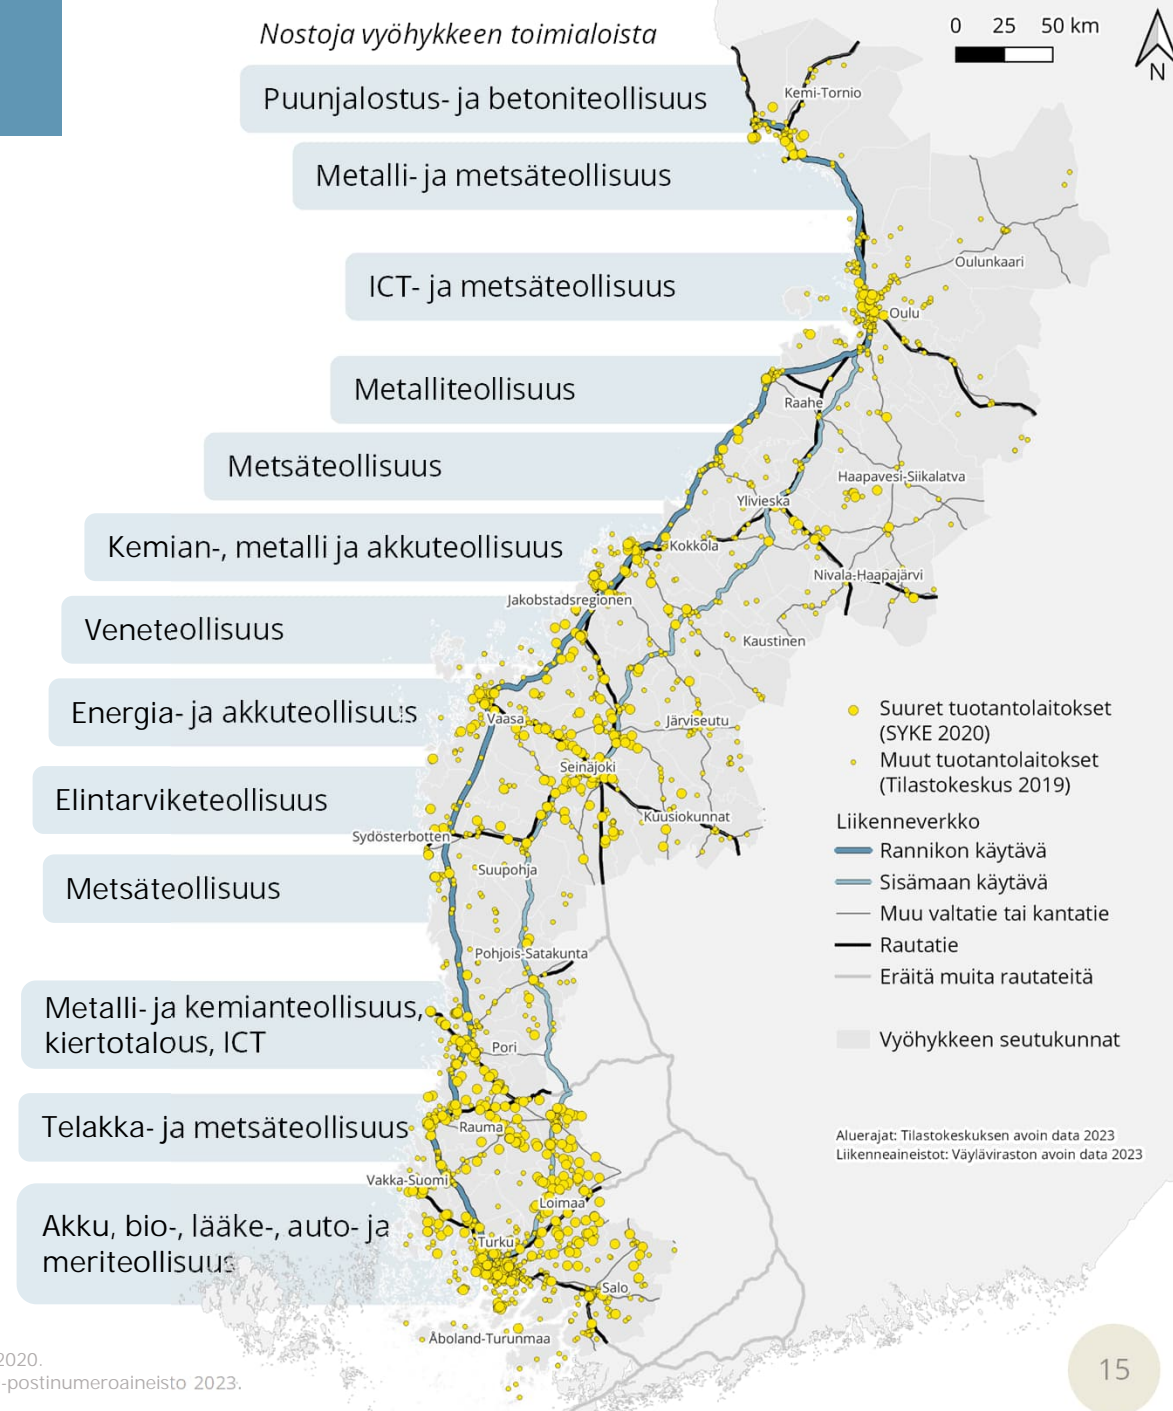 Nostoja vyöhykkeen toimialoista
Puunjalostus- ja betoniteollisuus
Metalli- ja metsäteollisuus
ICT- ja metsäteollisuus
Metalliteollisuus
Metsäteollisuus
Kemian-, metalli ja akkuteollisuus
Veneteollisuus
Energia- ja akkuteollisuus
Elintarviketeollisuus
Metsäteollisuus
Metalli- ja kemianteollisuus,
kiertotalous, ICT
Telakka- ja metsäteollisuus
Akku, bio-, lääke-, auto- ja
meriteollisuus
0 25 50 km
N
Kemi-Tornio
Oulunkaari
Oulu
Raahe
Haapavesi-Siikalatva
Ylivieska
Kokkola
Nivala-Haapajärvi
Jakobstadsregionen
Kaustinen
Vaasa
Järviseutu
Seinäjoki
Kuusiokunnat
Sydösterbotten
Suupohja
Pohjois-Satakunta
Pori
Rauma
Vakka-Suomi
Loimaa
Turku
Salo
Åboland-Turunmaa
Suuret tuotantolaitokset
(SYKE 2020)
Muut tuotantolaitokset
(Tilastokeskus 2019)
Liikenneverkko
Rannikon käytävä
Sisämaan käytävä
Muu valtatie tai kantatie
Rautatie
Eräitä muita rautateitä
Vyöhykkeen seutukunnat
Aluerajat: Tilastokeskuksen avoin data 2023
Liikenneaineistot: Väyläviraston avoin data 2023
2020.
-postinumeroaineisto 2023.
15